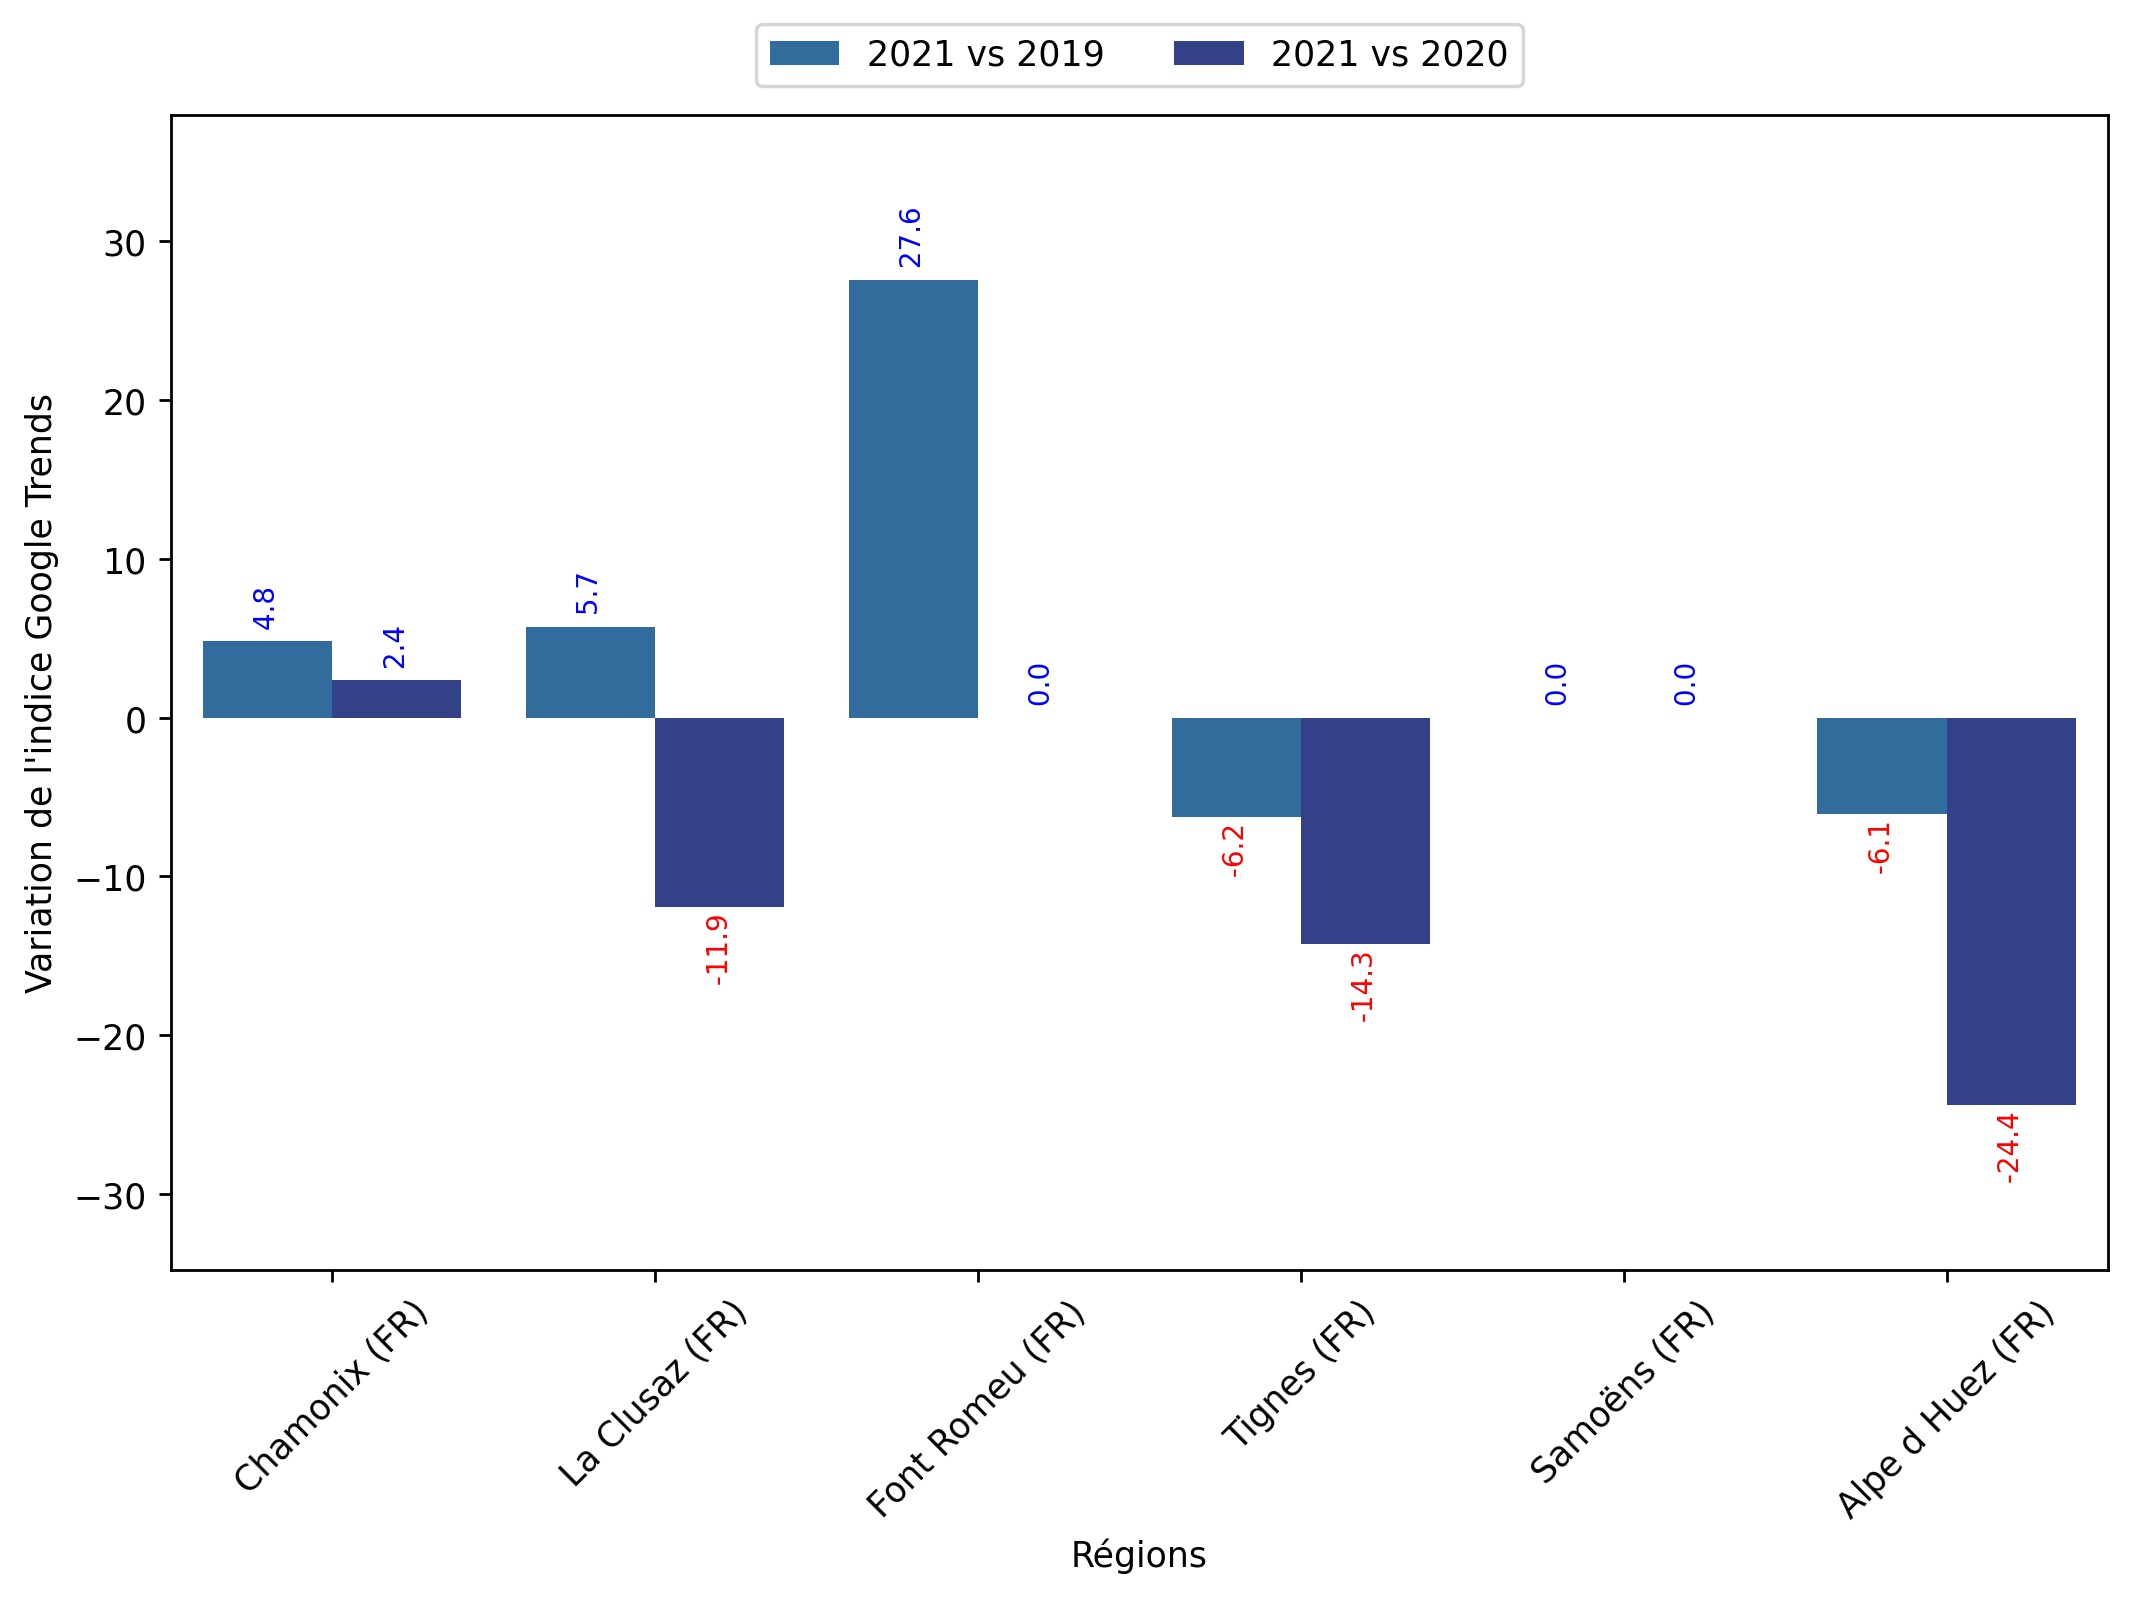 2021 vs 2019
2021 vs 2020
Variation de l'indice Google Trends
30
20
10
0
−10
−20
−30
4.8
2.4
5.7
-11.9
27.6
0.0
-6.2
-14.3
0.0
0.0
-6.1
-24.4
Chamonix (FR)
La Clusaz (FR)
Font Romeu (FR)
Tignes (FR)
Samoëns (FR)
Alpe d Huez (FR)
Régions